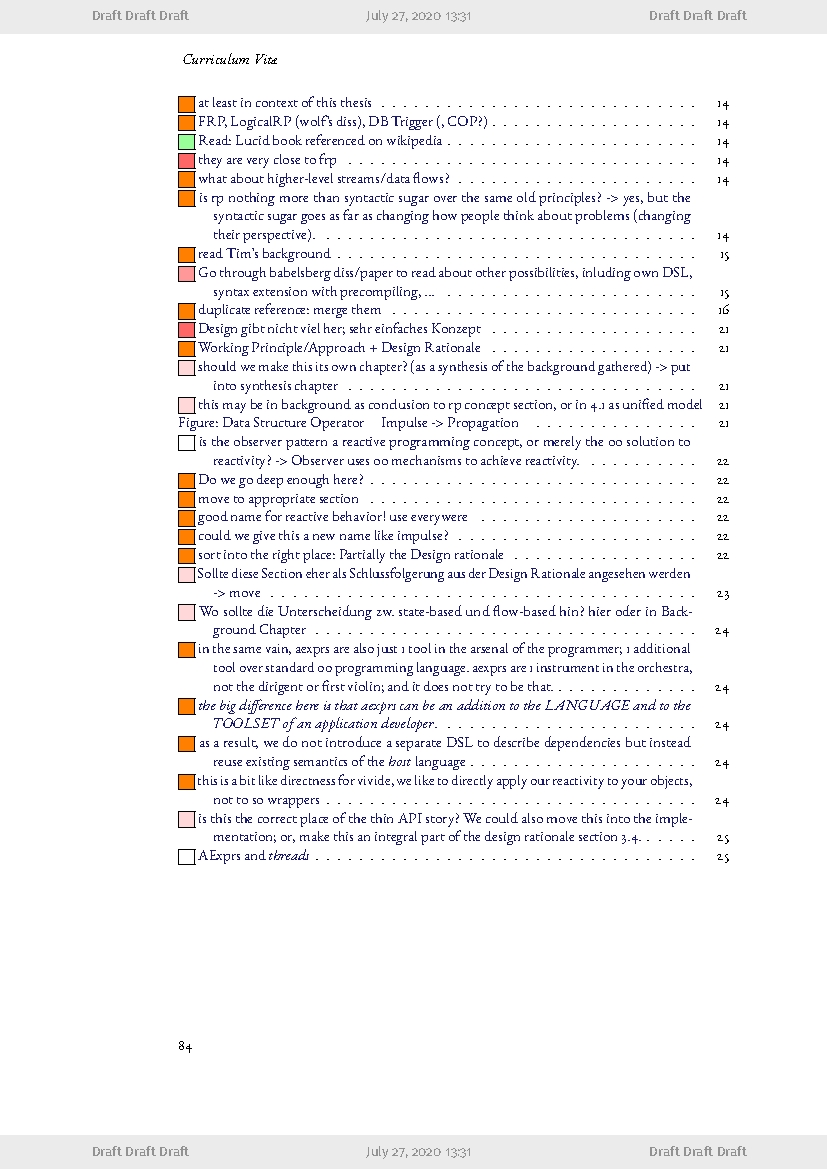 Draft Draft Draft July 27, 2020 13:31 Draft Draft Draft
Curriculum Vitæ
at least in context of this thesis . . . . . . . . . . . . . . . . . . . . . . . . . . . . . 14
FRP, LogicalRP (wolf's diss), DB Trigger (, COP?) . . . . . . . . . . . . . . . . . . . 14
Read: Lucid book referenced on wikipedia . . . . . . . . . . . . . . . . . . . . . . . 14
they are very close to frp . . . . . . . . . . . . . . . . . . . . . . . . . . . . . . . . 14
what about higher-level streams/data flows? . . . . . . . . . . . . . . . . . . . . . . 14
is rp nothing more than syntactic sugar over the same old principles? -> yes, but the
syntactic sugar goes as far as changing how people think about problems (changing
their perspective). . . . . . . . . . . . . . . . . . . . . . . . . . . . . . . . . . . 14
read Tim's background . . . . . . . . . . . . . . . . . . . . . . . . . . . . . . . . . 15
Go through babelsberg diss/paper to read about other possibilities, inluding own DSL,
syntax extension with precompiling, ... . . . . . . . . . . . . . . . . . . . . . . . 15
duplicate reference: merge them . . . . . . . . . . . . . . . . . . . . . . . . . . . . 16
Design gibt nicht viel her; sehr einfaches Konzept . . . . . . . . . . . . . . . . . . . 21
Working Principle/Approach + Design Rationale . . . . . . . . . . . . . . . . . . . 21
should we make this its own chapter? (as a synthesis of the background gathered) -> put
into synthesis chapter . . . . . . . . . . . . . . . . . . . . . . . . . . . . . . . . 21
this may be in background as conclusion to rp concept section, or in 4.1 as unified model 21
Figure: Data Structure Operator Impulse -> Propagation . . . . . . . . . . . . . . . 21
is the observer pattern a reactive programming concept, or merely the oo solution to
reactivity? -> Observer uses oo mechanisms to achieve reactivity. . . . . . . . . . . 22
Do we go deep enough here? . . . . . . . . . . . . . . . . . . . . . . . . . . . . . . 22
move to appropriate section . . . . . . . . . . . . . . . . . . . . . . . . . . . . . . 22
good name for reactive behavior! use everywere . . . . . . . . . . . . . . . . . . . . 22
could we give this a new name like impulse? . . . . . . . . . . . . . . . . . . . . . . 22
sort into the right place: Partially the Design rationale . . . . . . . . . . . . . . . . . 22
Sollte diese Section eher als Schlussfolgerung aus der Design Rationale angesehen werden
-> move . . . . . . . . . . . . . . . . . . . . . . . . . . . . . . . . . . . . . . . 23
Wo sollte die Unterscheidung zw. state-based und flow-based hin? hier oder in Back-
ground Chapter . . . . . . . . . . . . . . . . . . . . . . . . . . . . . . . . . . . 24
in the same vain, aexprs are also just 1 tool in the arsenal of the programmer; 1 additional
tool over standard oo programming language. aexprs are 1 instrument in the orchestra,
not the dirigent or first violin; and it does not try to be that. . . . . . . . . . . . . . 24
the big difference here is that aexprs can be an addition to the LANGUAGE and to the
TOOLSET of an application developer. . . . . . . . . . . . . . . . . . . . . . . . 24
as a result, we do not introduce a separate DSL to describe dependencies but instead
reuse existing semantics of the host language . . . . . . . . . . . . . . . . . . . . . 24
this is a bit like directness for vivide, we like to directly apply our reactivity to your objects,
not to so wrappers . . . . . . . . . . . . . . . . . . . . . . . . . . . . . . . . . . 24
is this the correct place of the thin API story? We could also move this into the imple-
mentation; or, make this an integral part of the design rationale section 3.4. . . . . . 25
AExprs and threads . . . . . . . . . . . . . . . . . . . . . . . . . . . . . . . . . . . 25
84
Draft Draft Draft July 27, 2020 13:31 Draft Draft Draft